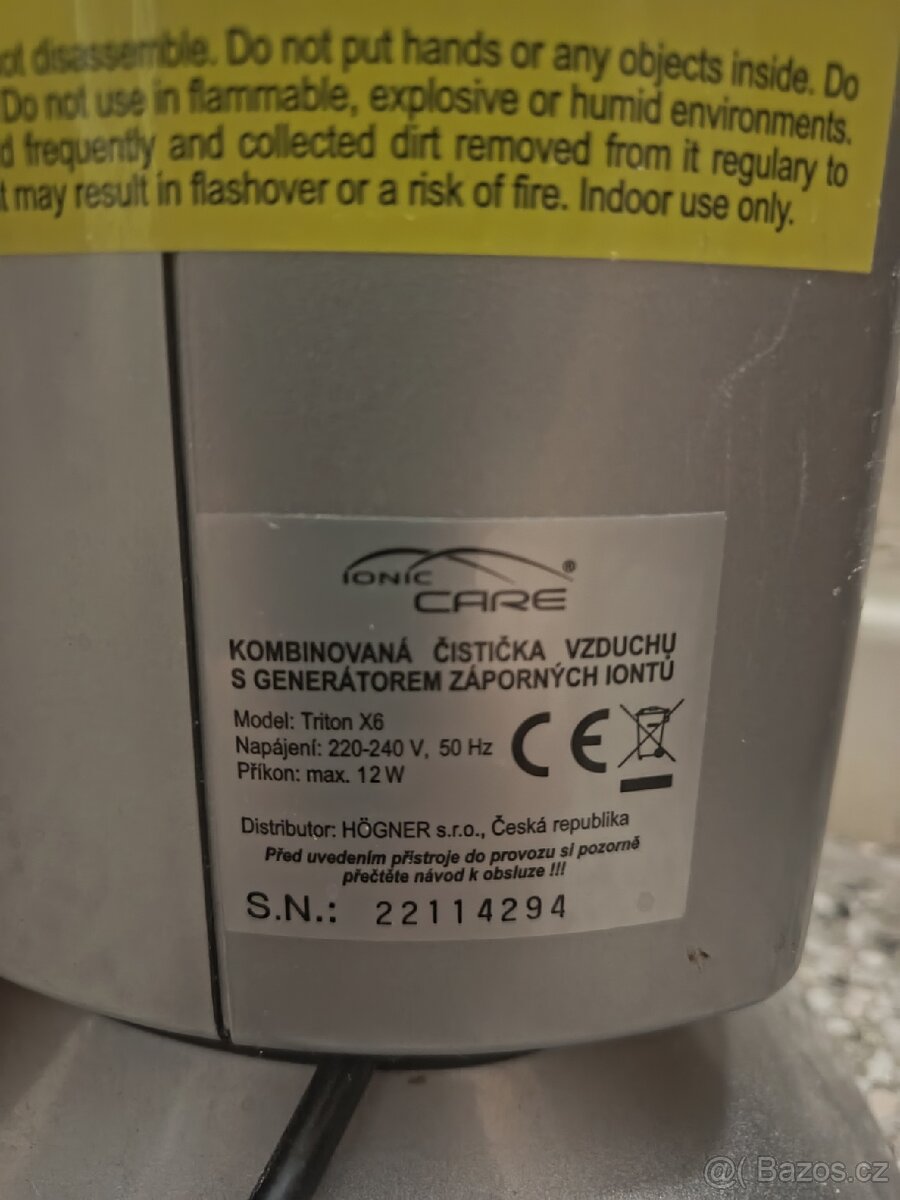 disassemble. Do not put hands or any objects inside. Do
Do not use in flammable, explosive or humid environments.
frequently and collected dirt removed from it regulary to
may result in flashover or a risk of fire. Indoor use only.
IONIC
CARE®
KOMBINOVANÁ ČISTIČKA VZDUCHU
S GENERÁTOREM ZÁPORNÝCH IONTŮ
Model: Triton X6
Napájení: 220-240 V, 50 Hz
Příkon: max. 12 W
CE
Distributor: HÖGNER s.r.o., Česká republika
Před uvedením přístroje do provozu si pozorně
přečtěte návod k obsluze !!!
S.N.: 22114294
@( Bazos.cz